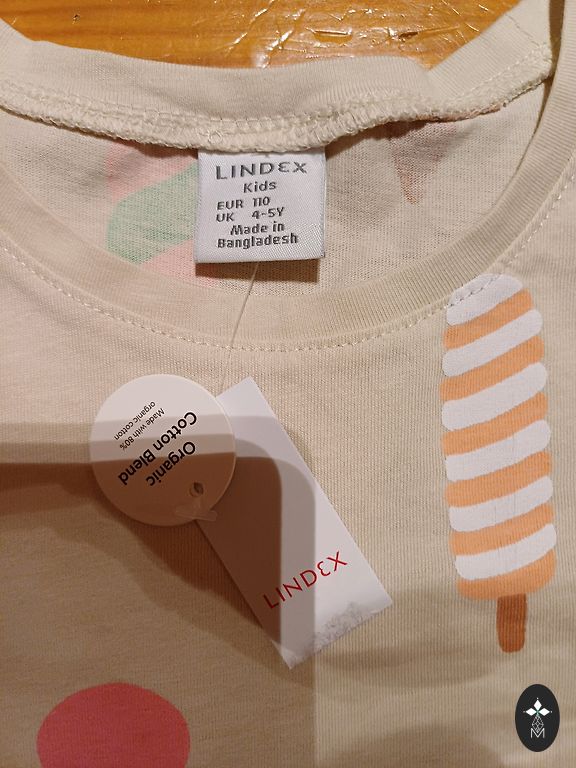 LINDEX
Kids
EUR 110
UK 4-5Y
Made in
Bangladesh
Organic
Cotton Blend
Made with 80%
organic cotton
LINDEX
M